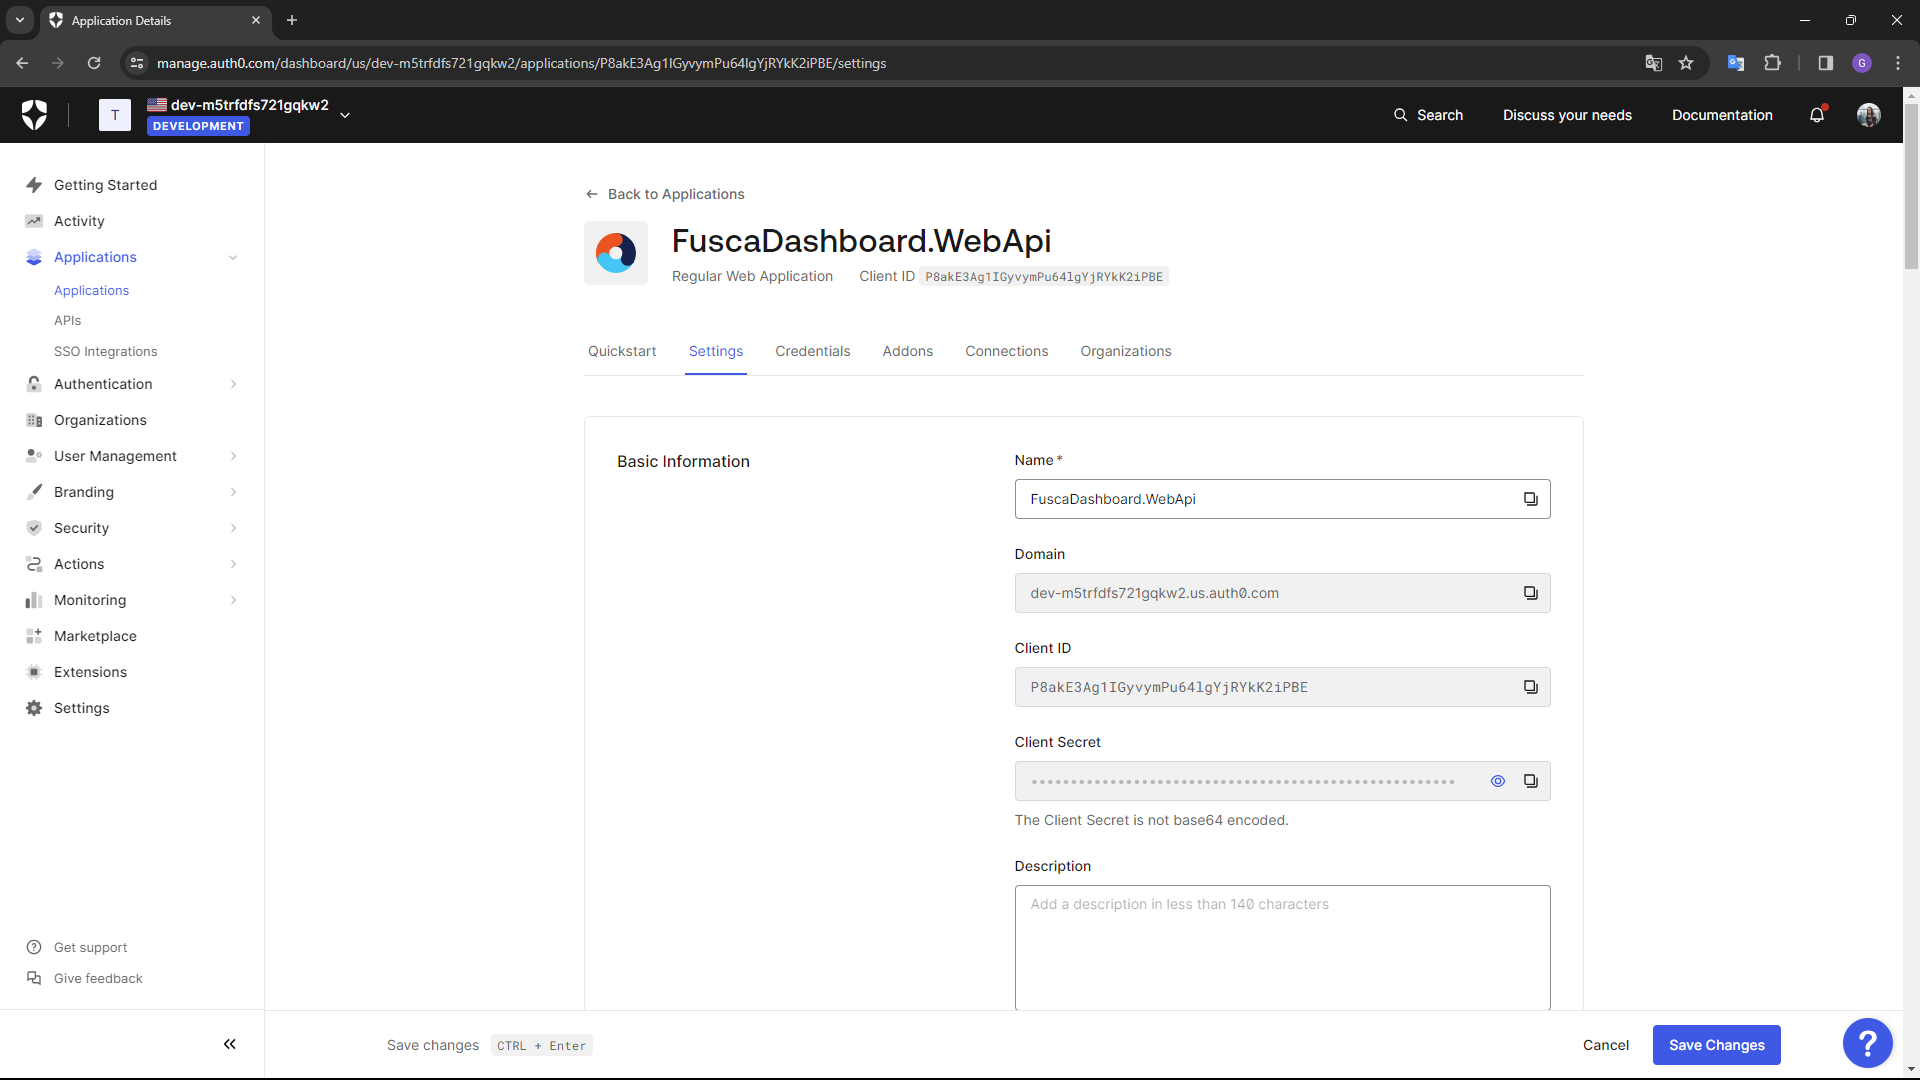 Application Details
manage.auth0.com/dashboard/us/dev-m5trfdfs721gqkw2/applications/P8akE3Ag1IGyvymPu64lgYjRYkK2iPBE/settings
G
T
dev-m5trfdfs721gqkw2
DEVELOPMENT
Search
Discuss your needs
Documentation
Getting Started
Activity
Applications
Applications
APIs
SSO Integrations
Authentication
Organizations
User Management
Branding
Security
Actions
Monitoring
Marketplace
Extensions
Settings
Get support
Give feedback
Back to Applications
FuscaDashboard.WebApi
Regular Web Application Client ID P8akE3Ag1IGyvymPu64lgYjRYkK2iPBE
Quickstart Settings Credentials Addons Connections Organizations
Basic Information
Name *
FuscaDashboard.WebApi
Domain
dev-m5trfdfs721gqkw2.us.auth0.com
Client ID
P8akE3Ag1IGyvymPu64lgYjRYkK2iPBE
Client Secret
The Client Secret is not base64 encoded.
Description
Add a description in less than 140 characters
Save changes CTRL + Enter
Cancel
Save Changes
?